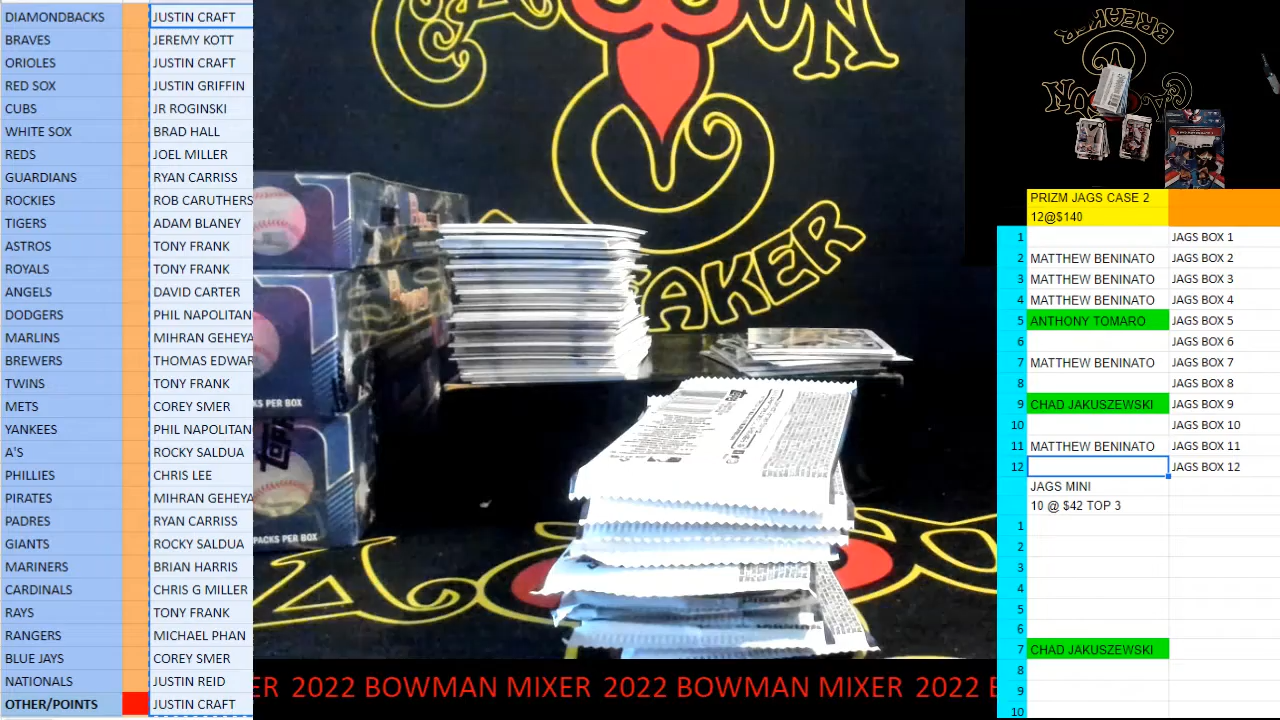 DIAMONDBACKS JUSTIN CRAFT
BRAVES JEREMY KOTT
ORIOLES JUSTIN CRAFT
RED SOX JUSTIN GRIFFIN
CUBS JR ROGINSKI
WHITE SOX BRAD HALL
REDS JOEL MILLER
GUARDIANS RYAN CARRISS
ROCKIES ROB CARUTHERS
TIGERS ADAM BLANEY
ASTROS TONY FRANK
ROYALS TONY FRANK
ANGELS DAVID CARTER
DODGERS PHIL NAPOLITAN
MARLINS MIHRAN GEHEYA
BREWERS THOMAS EDWAR
TWINS TONY FRANK
METS COREY SMER
YANKEES PHIL NAPOLITAN
A'S ROCKY SALDUA
PHILLIES CHRIS LEE
PIRATES MIHRAN GEHEYA
PADRES RYAN CARRISS
GIANTS ROCKY SALDUA
MARINERS BRIAN HARRIS
CARDINALS CHRIS G MILLER
RAYS TONY FRANK
RANGERS MICHAEL PHAN
BLUE JAYS COREY SMER
NATIONALS JUSTIN REID
OTHER/POINTS JUSTIN CRAFT
AKER
KS PER BOX
PACKS PER BOX
ER 2022 BOWMAN MIXER 2022 BOWMAN MIXER 2022 B
BREAKER
PRIZM JAGS CASE 2
12@$140
1 JAGS BOX 1
2 MATTHEW BENINATO JAGS BOX 2
3 MATTHEW BENINATO JAGS BOX 3
4 MATTHEW BENINATO JAGS BOX 4
5 ANTHONY TOMARO JAGS BOX 5
6 JAGS BOX 6
7 MATTHEW BENINATO JAGS BOX 7
8 JAGS BOX 8
9 CHAD JAKUSZEWSKI JAGS BOX 9
10 JAGS BOX 10
11 MATTHEW BENINATO JAGS BOX 11
12 JAGS BOX 12
JAGS MINI
10 @ $42 TOP 3
1
2
3
4
5
6
7 CHAD JAKUSZEWSKI
8
9
10